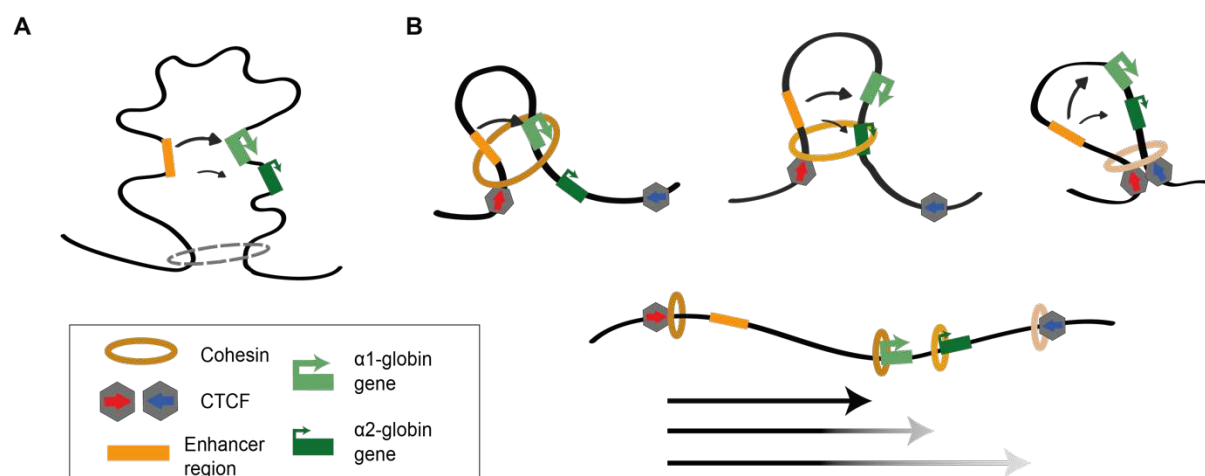 A
B
Cohesin
CTCF
Enhancer
region
α1-globin
gene
α2-globin
gene